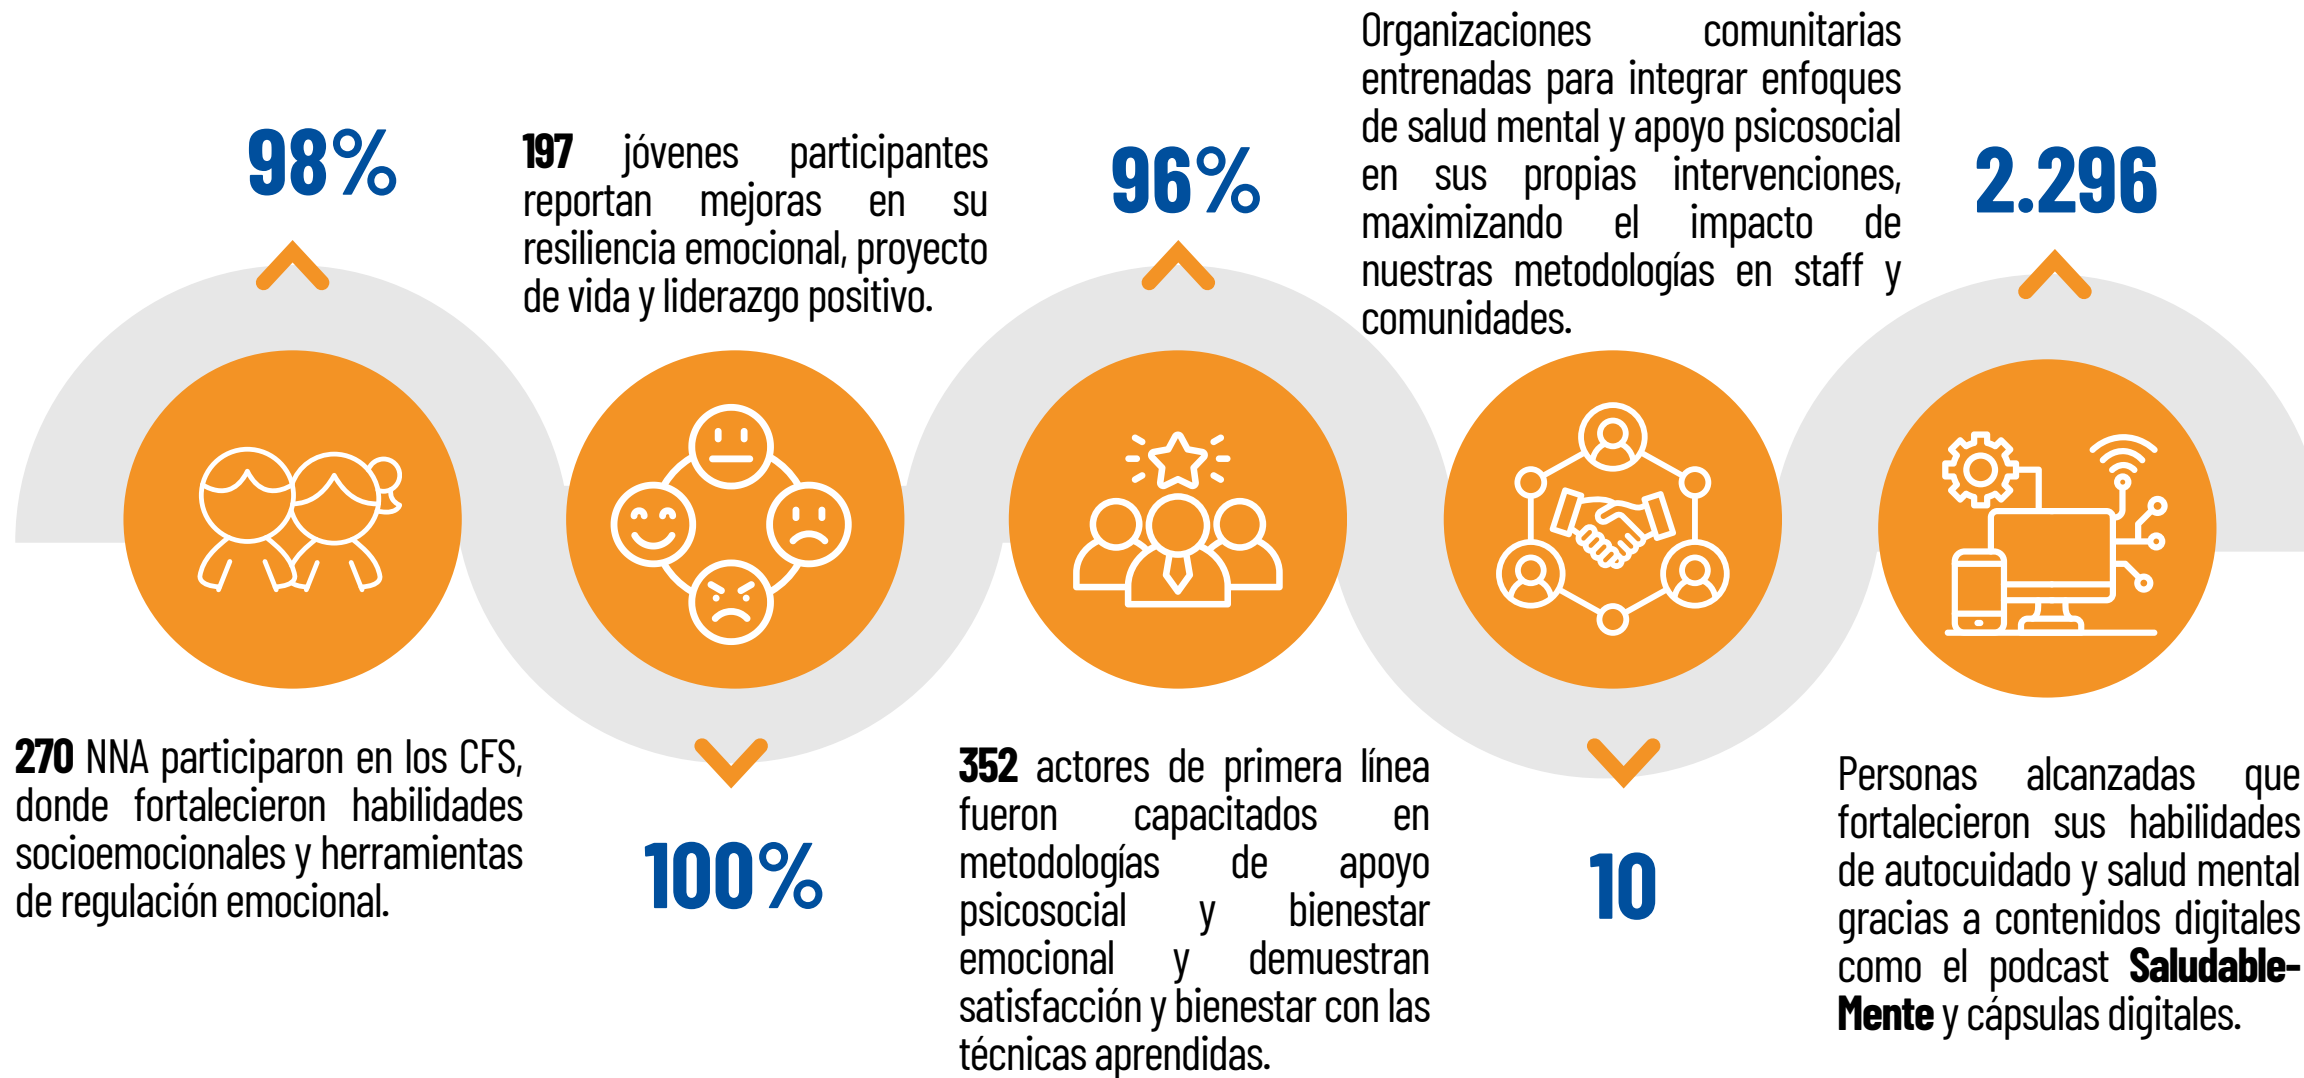 98%
270 NNA participaron en los CFS,
donde fortalecieron habilidades
socioemocionales y herramientas
de regulación emocional.
197 jóvenes participantes
reportan mejoras en su
resiliencia emocional, proyecto
de vida y liderazgo positivo.
100%
96%
352 actores de primera línea
fueron capacitados en
metodologías de apoyo
psicosocial y bienestar
emocional y demuestran
satisfacción y bienestar con las
técnicas aprendidas.
Organizaciones comunitarias
entrenadas para integrar enfoques
de salud mental y apoyo psicosocial
en sus propias intervenciones,
maximizando el impacto de
nuestras metodologías en staff y
comunidades.
10
2.296
Personas alcanzadas que
fortalecieron sus habilidades
de autocuidado y salud mental
gracias a contenidos digitales
como el podcast Saludable-
Mente y cápsulas digitales.